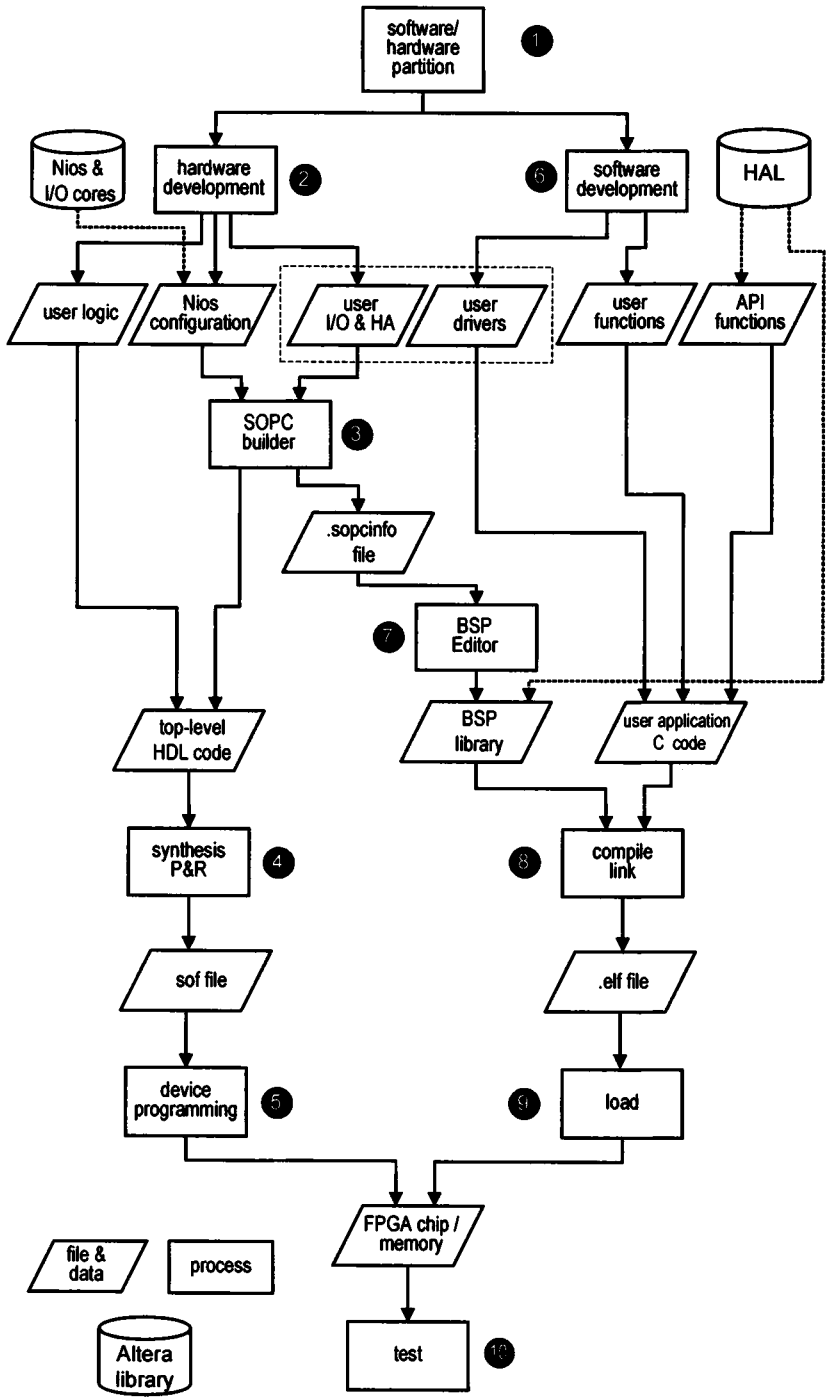 software/
hardware
partition
1
Nios &
I/O cores
hardware
development
2
6
software
development
HAL
user logic
Nios
configuration
user
I/O & HA
user
drivers
user
functions
API
functions
SOPC
builder
3
.sopcinfo
file
7
BSP
Editor
top-level
HDL code
BSP
library
user application
C code
synthesis
P&R
4
8
compile
link
sof file
.elf file
device
programming
5
9
load
FPGA chip /
memory
file &
data
process
Altera
library
test
10